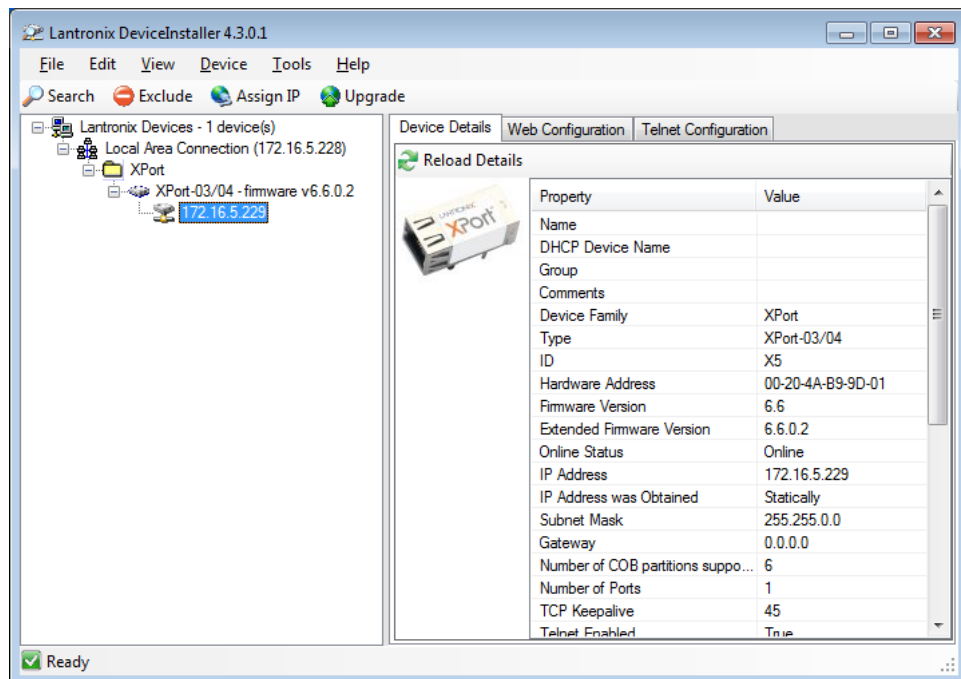 Lantronix DeviceInstaller 4.3.0.1
File Edit View Device Tools Help
Search Exclude Assign IP Upgrade
Lantronix Devices - 1 device(s)
Local Area Connection (172.16.5.228)
XPort
XPort-03/04 - firmware v6.6.0.2
172.16.5.229
Device Details Web Configuration Telnet Configuration
Reload Details
LANTRONIX
XPort
Property Value
Name
DHCP Device Name
Group
Comments
Device Family XPort
Type XPort-03/04
ID X5
Hardware Address 00-20-4A-B9-9D-01
Firmware Version 6.6
Extended Firmware Version 6.6.0.2
Online Status Online
IP Address 172.16.5.229
IP Address was Obtained Statically
Subnet Mask 255.255.0.0
Gateway 0.0.0.0
Number of COB partitions suppo... 6
Number of Ports 1
TCP Keepalive 45
Telnet Enabled True
Ready